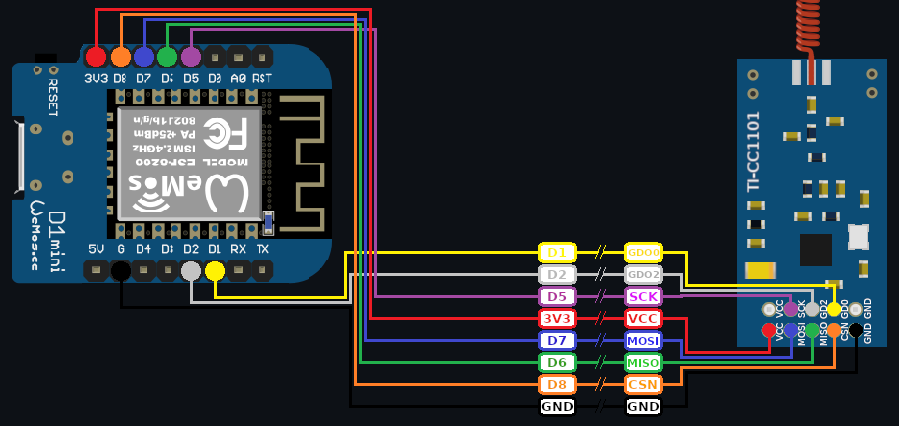 3V3 D8 D7 D6 D5 D0 A0 RST
RESET
802.11b/g/n
PA +25dBm
ISM 2.4GHz
MODEL ESP8266
FC
WeMos
D1 mini
WeMos.cc
5V G D4 D3 D2 D1 RX TX
D1 GDO0
D2 GDO2
D5 SCK
3V3 VCC
D7 MOSI
D6 MISO
D8 CSN
GND GND
TI-CC1101
VCC SCK GD2 GD0 GND
VCC MOSI MISO CSN GND